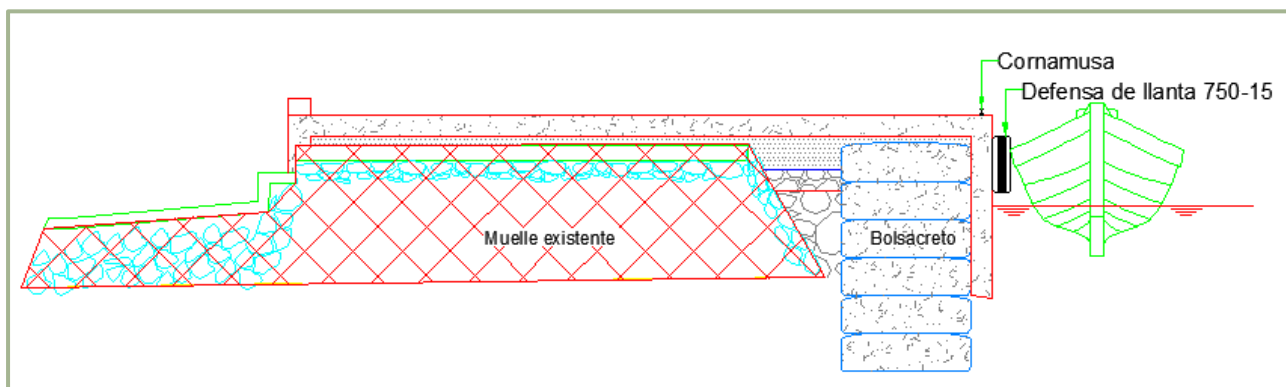 Cornamusa
Defensa de llanta 750-15
Muelle existente
Bolsacreto